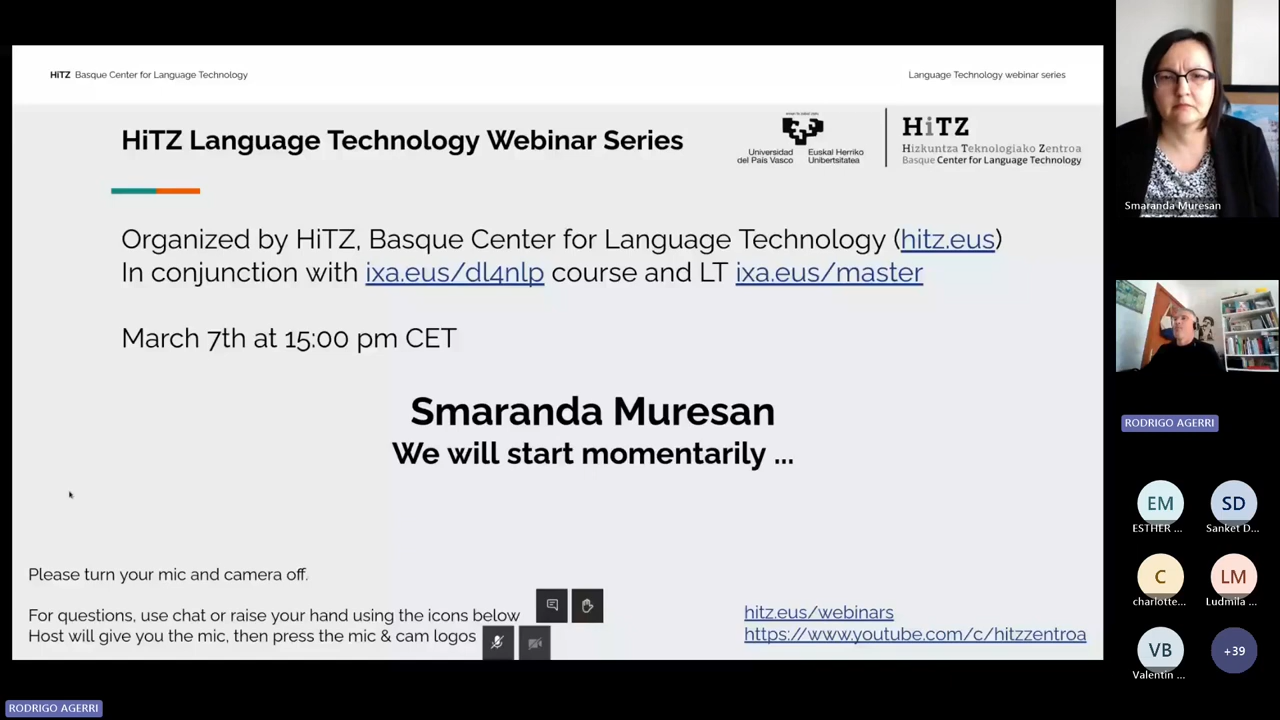 HiTZ Basque Center for Language Technology
Language Technology webinar series
HiTZ Language Technology Webinar Series
Universidad del País Vasco
Euskal Herriko Unibertsitatea
HiTZ
Hizkuntza Teknologiako Zentroa
Basque Center for Language Technology
Organized by HiTZ, Basque Center for Language Technology (hitz.eus)
In conjunction with ixa.eus/dl4nlp course and LT ixa.eus/master
March 7th at 15:00 pm CET
Smaranda Muresan
We will start momentarily ...
Please turn your mic and camera off.
For questions, use chat or raise your hand using the icons below
Host will give you the mic, then press the mic & cam logos
hitz.eus/webinars
https://www.youtube.com/c/hitzzentroa
Smaranda Muresan
RODRIGO AGERRI
EM
ESTHER ...
SD
Sanket D...
C
charlotte...
LM
Ludmila ...
VB
Valentin ...
+39
RODRIGO AGERRI